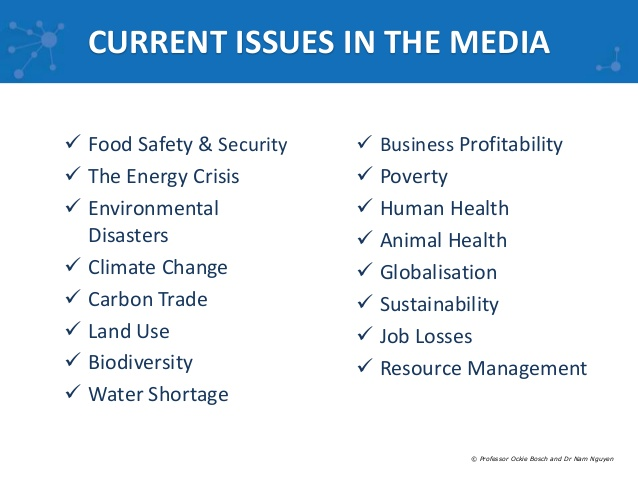 CURRENT ISSUES IN THE MEDIA
✓ Food Safety & Security
✓ The Energy Crisis
✓ Environmental
Disasters
✓ Climate Change
✓ Carbon Trade
✓ Land Use
✓ Biodiversity
✓ Water Shortage
✓ Business Profitability
✓ Poverty
✓ Human Health
✓ Animal Health
✓ Globalisation
✓ Sustainability
✓ Job Losses
✓ Resource Management
© Professor Ockie Bosch and Dr Nam Nguyen